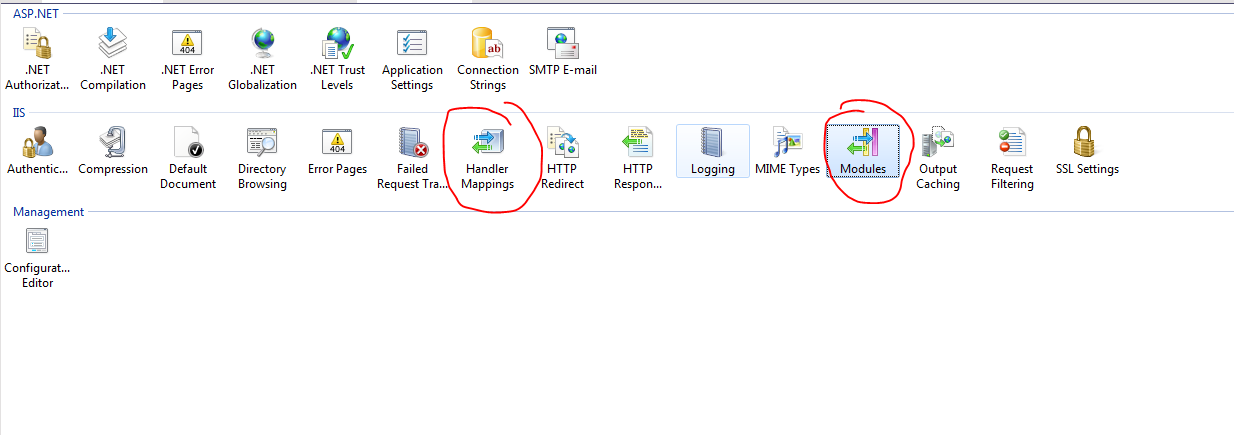 ASP.NET
.NET Authorizat...
.NET Compilation
.NET Error Pages
404
.NET Globalization
.NET Trust Levels
Application Settings
Connection Strings
ab
SMTP E-mail
IIS
Authentic...
Compression
Default Document
Directory Browsing
Error Pages
404
Failed Request Tra...
Handler Mappings
HTTP Redirect
HTTP Respon...
Logging
MIME Types
Modules
Output Caching
Request Filtering
SSL Settings
Management
Configurat... Editor